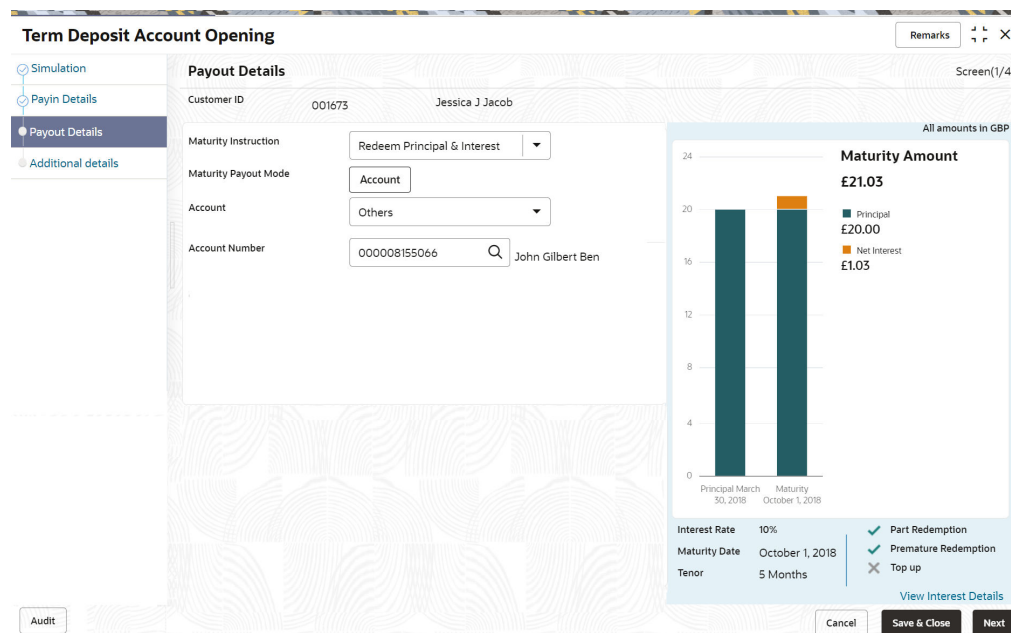 Term Deposit Account Opening
Remarks
Simulation
Payin Details
Payout Details
Additional details
Payout Details
Screen(1/4
Customer ID
001673
Jessica J Jacob
Maturity Instruction
Redeem Principal & Interest
Maturity Payout Mode
Account
Account
Others
Account Number
000008155066
John Gilbert Ben
All amounts in GBP
24
20
16
12
8
4
0
Principal March
30, 2018
Maturity
October 1, 2018
Maturity Amount
£21.03
Principal
£20.00
Net Interest
£1.03
Interest Rate 10%
Maturity Date October 1, 2018
Tenor 5 Months
Part Redemption
Premature Redemption
Top up
View Interest Details
Audit
Cancel
Save & Close
Next